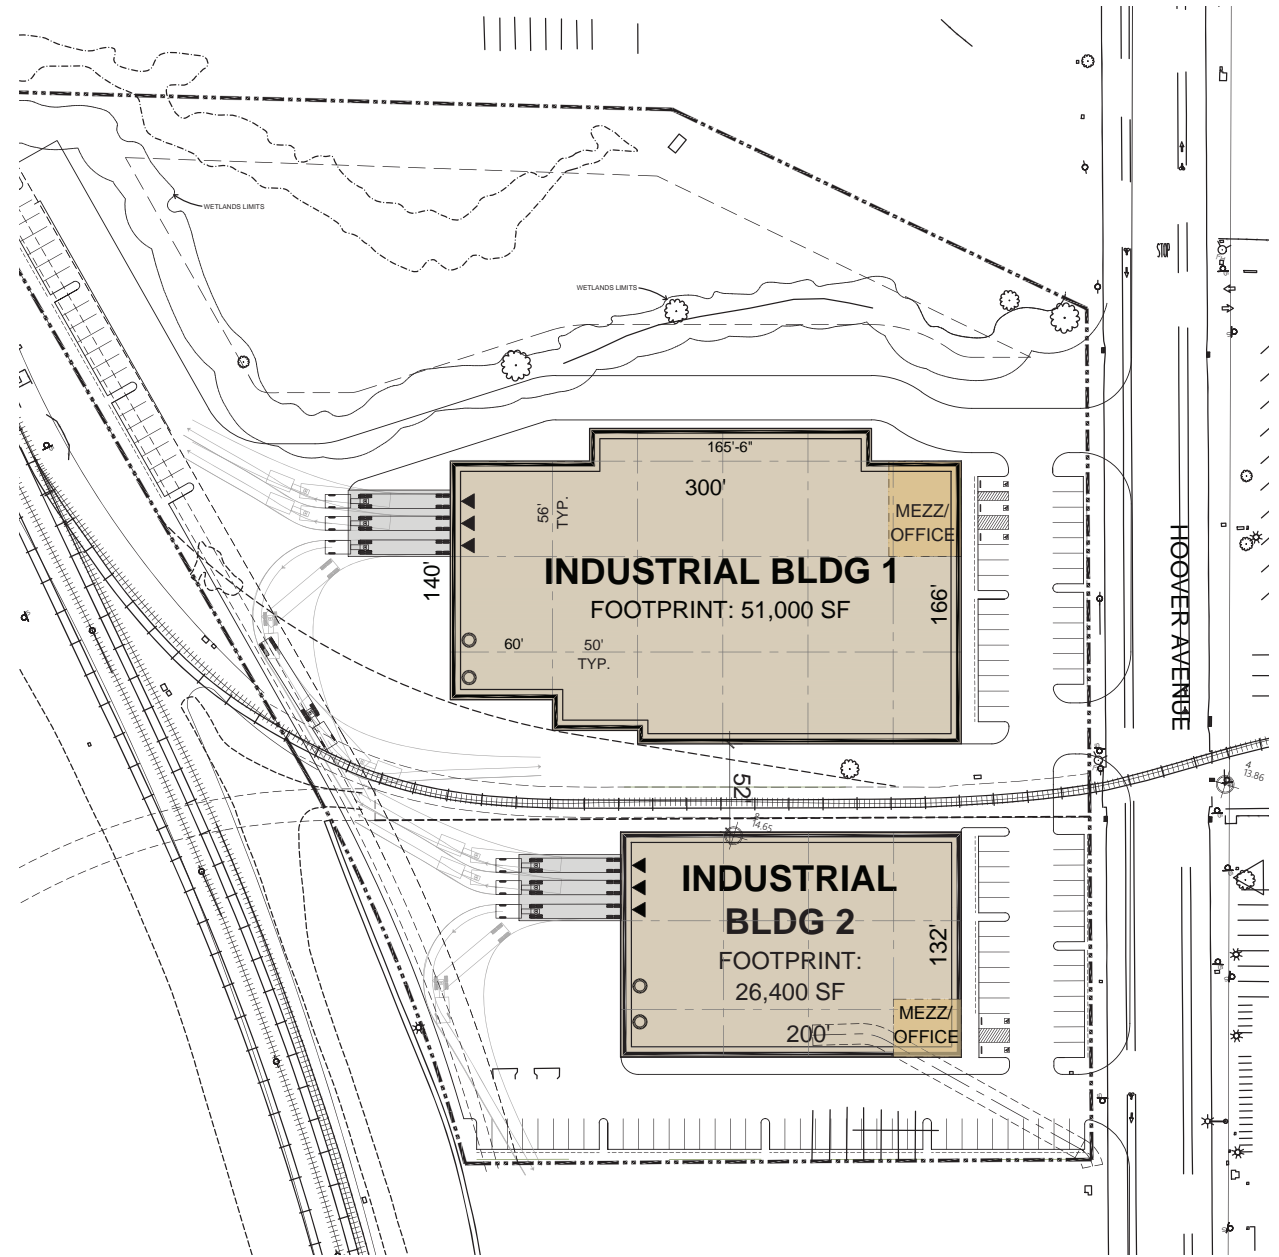 STOP
WETLANDS LIMITS
WETLANDS LIMITS
165'-6"
300'
56'
TYP.
MEZZ/
OFFICE
140'
INDUSTRIAL BLDG 1
FOOTPRINT: 51,000 SF
166'
60'
50'
TYP.
HOOVER AVENUE
52'
4
13.86
14.65
INDUSTRIAL
BLDG 2
FOOTPRINT:
26,400 SF
132'
200'
MEZZ/
OFFICE